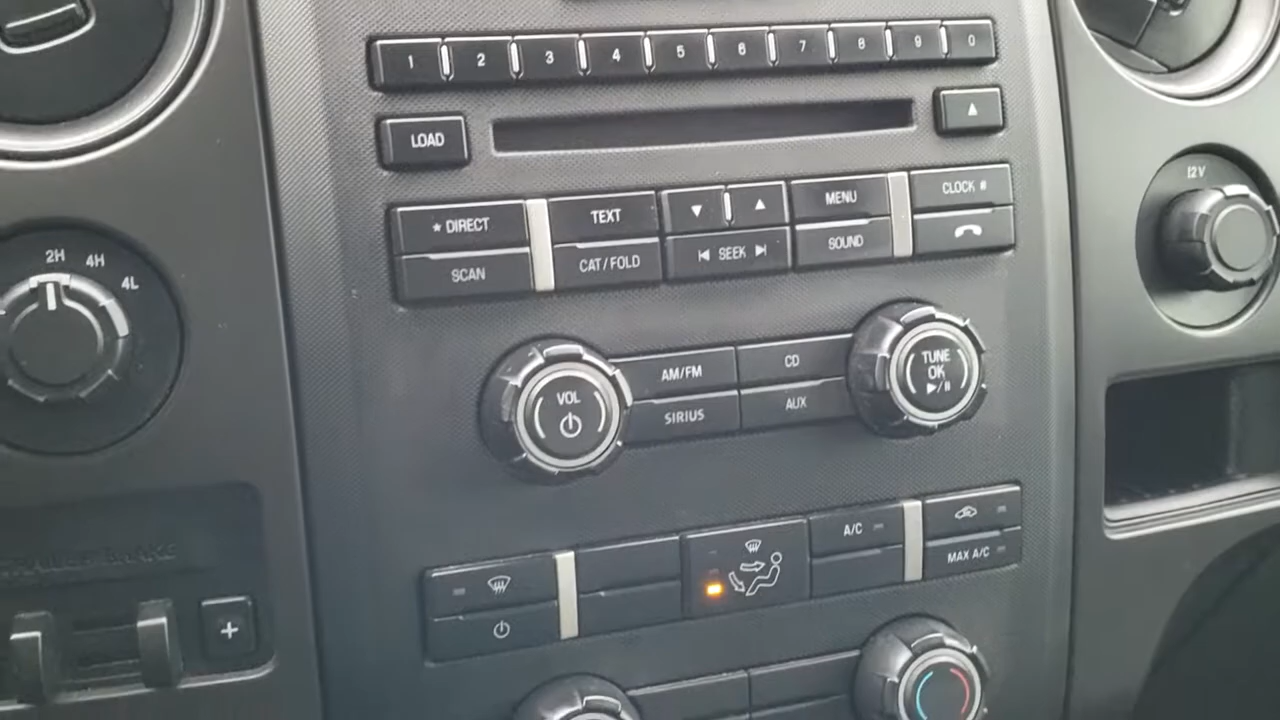 1 2 3 4 5 6 7 8 9 0
LOAD
★ DIRECT TEXT ▼ ▲ MENU CLOCK #
SCAN CAT / FOLD SEEK SOUND
2H 4H 4L
12V
VOL
AM/FM CD
SIRIUS AUX
TUNE
OK
▶/II
A/C
MAX A/C
+